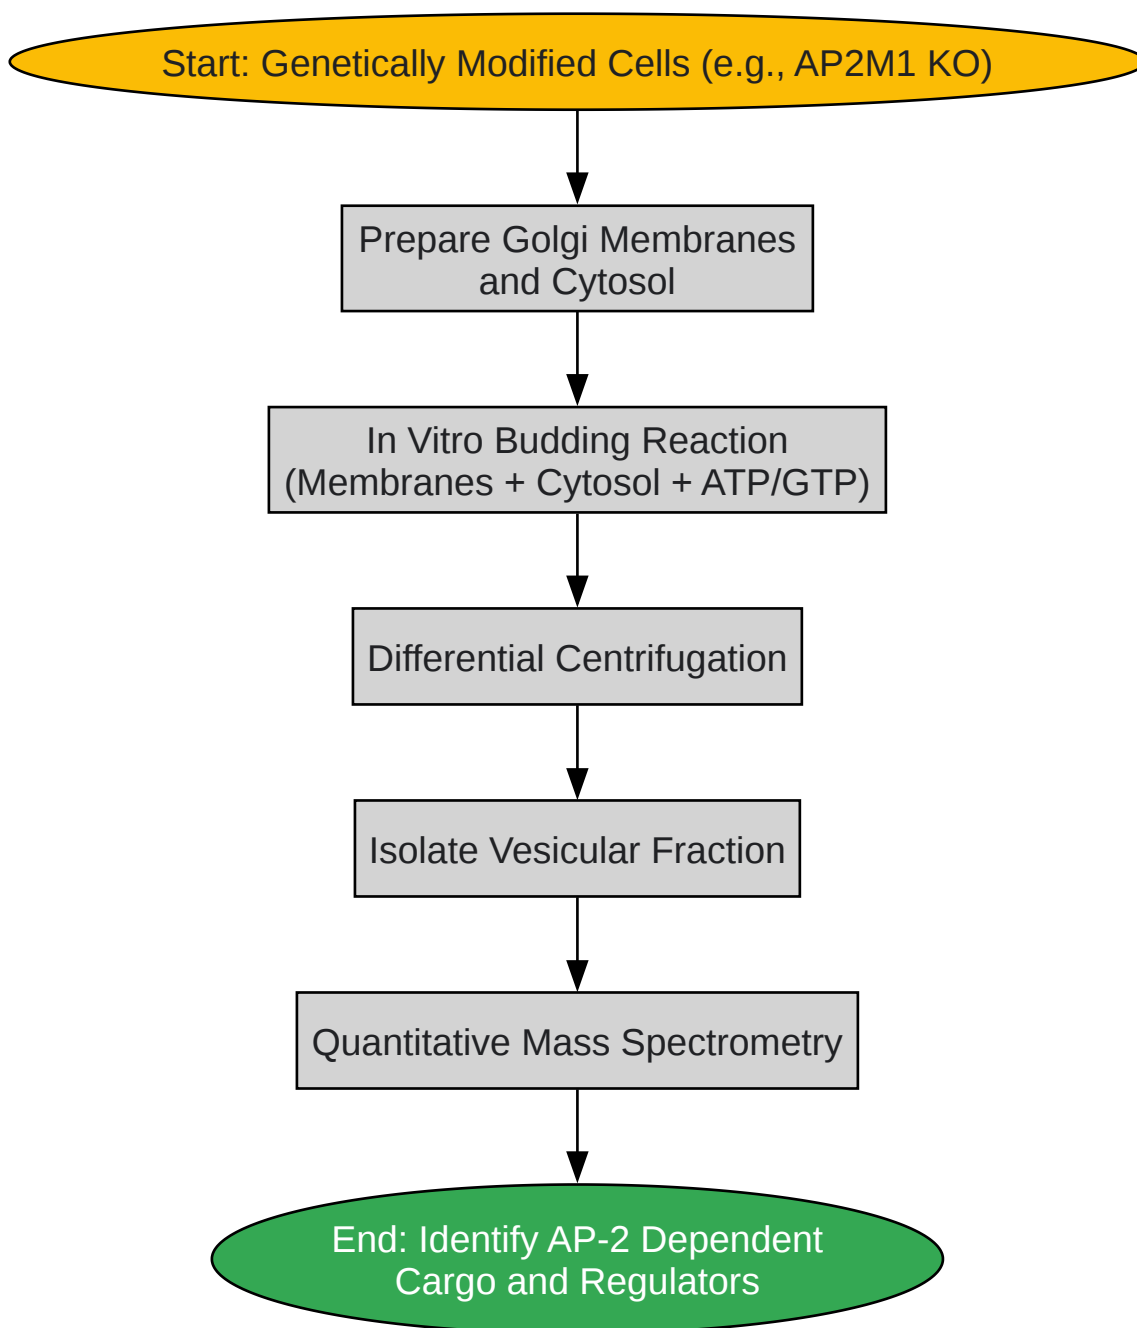 Start: Genetically Modified Cells (e.g., AP2M1 KO)
Prepare Golgi Membranes
and Cytosol
In Vitro Budding Reaction
(Membranes + Cytosol + ATP/GTP)
Differential Centrifugation
Isolate Vesicular Fraction
Quantitative Mass Spectrometry
End: Identify AP-2 Dependent
Cargo and Regulators